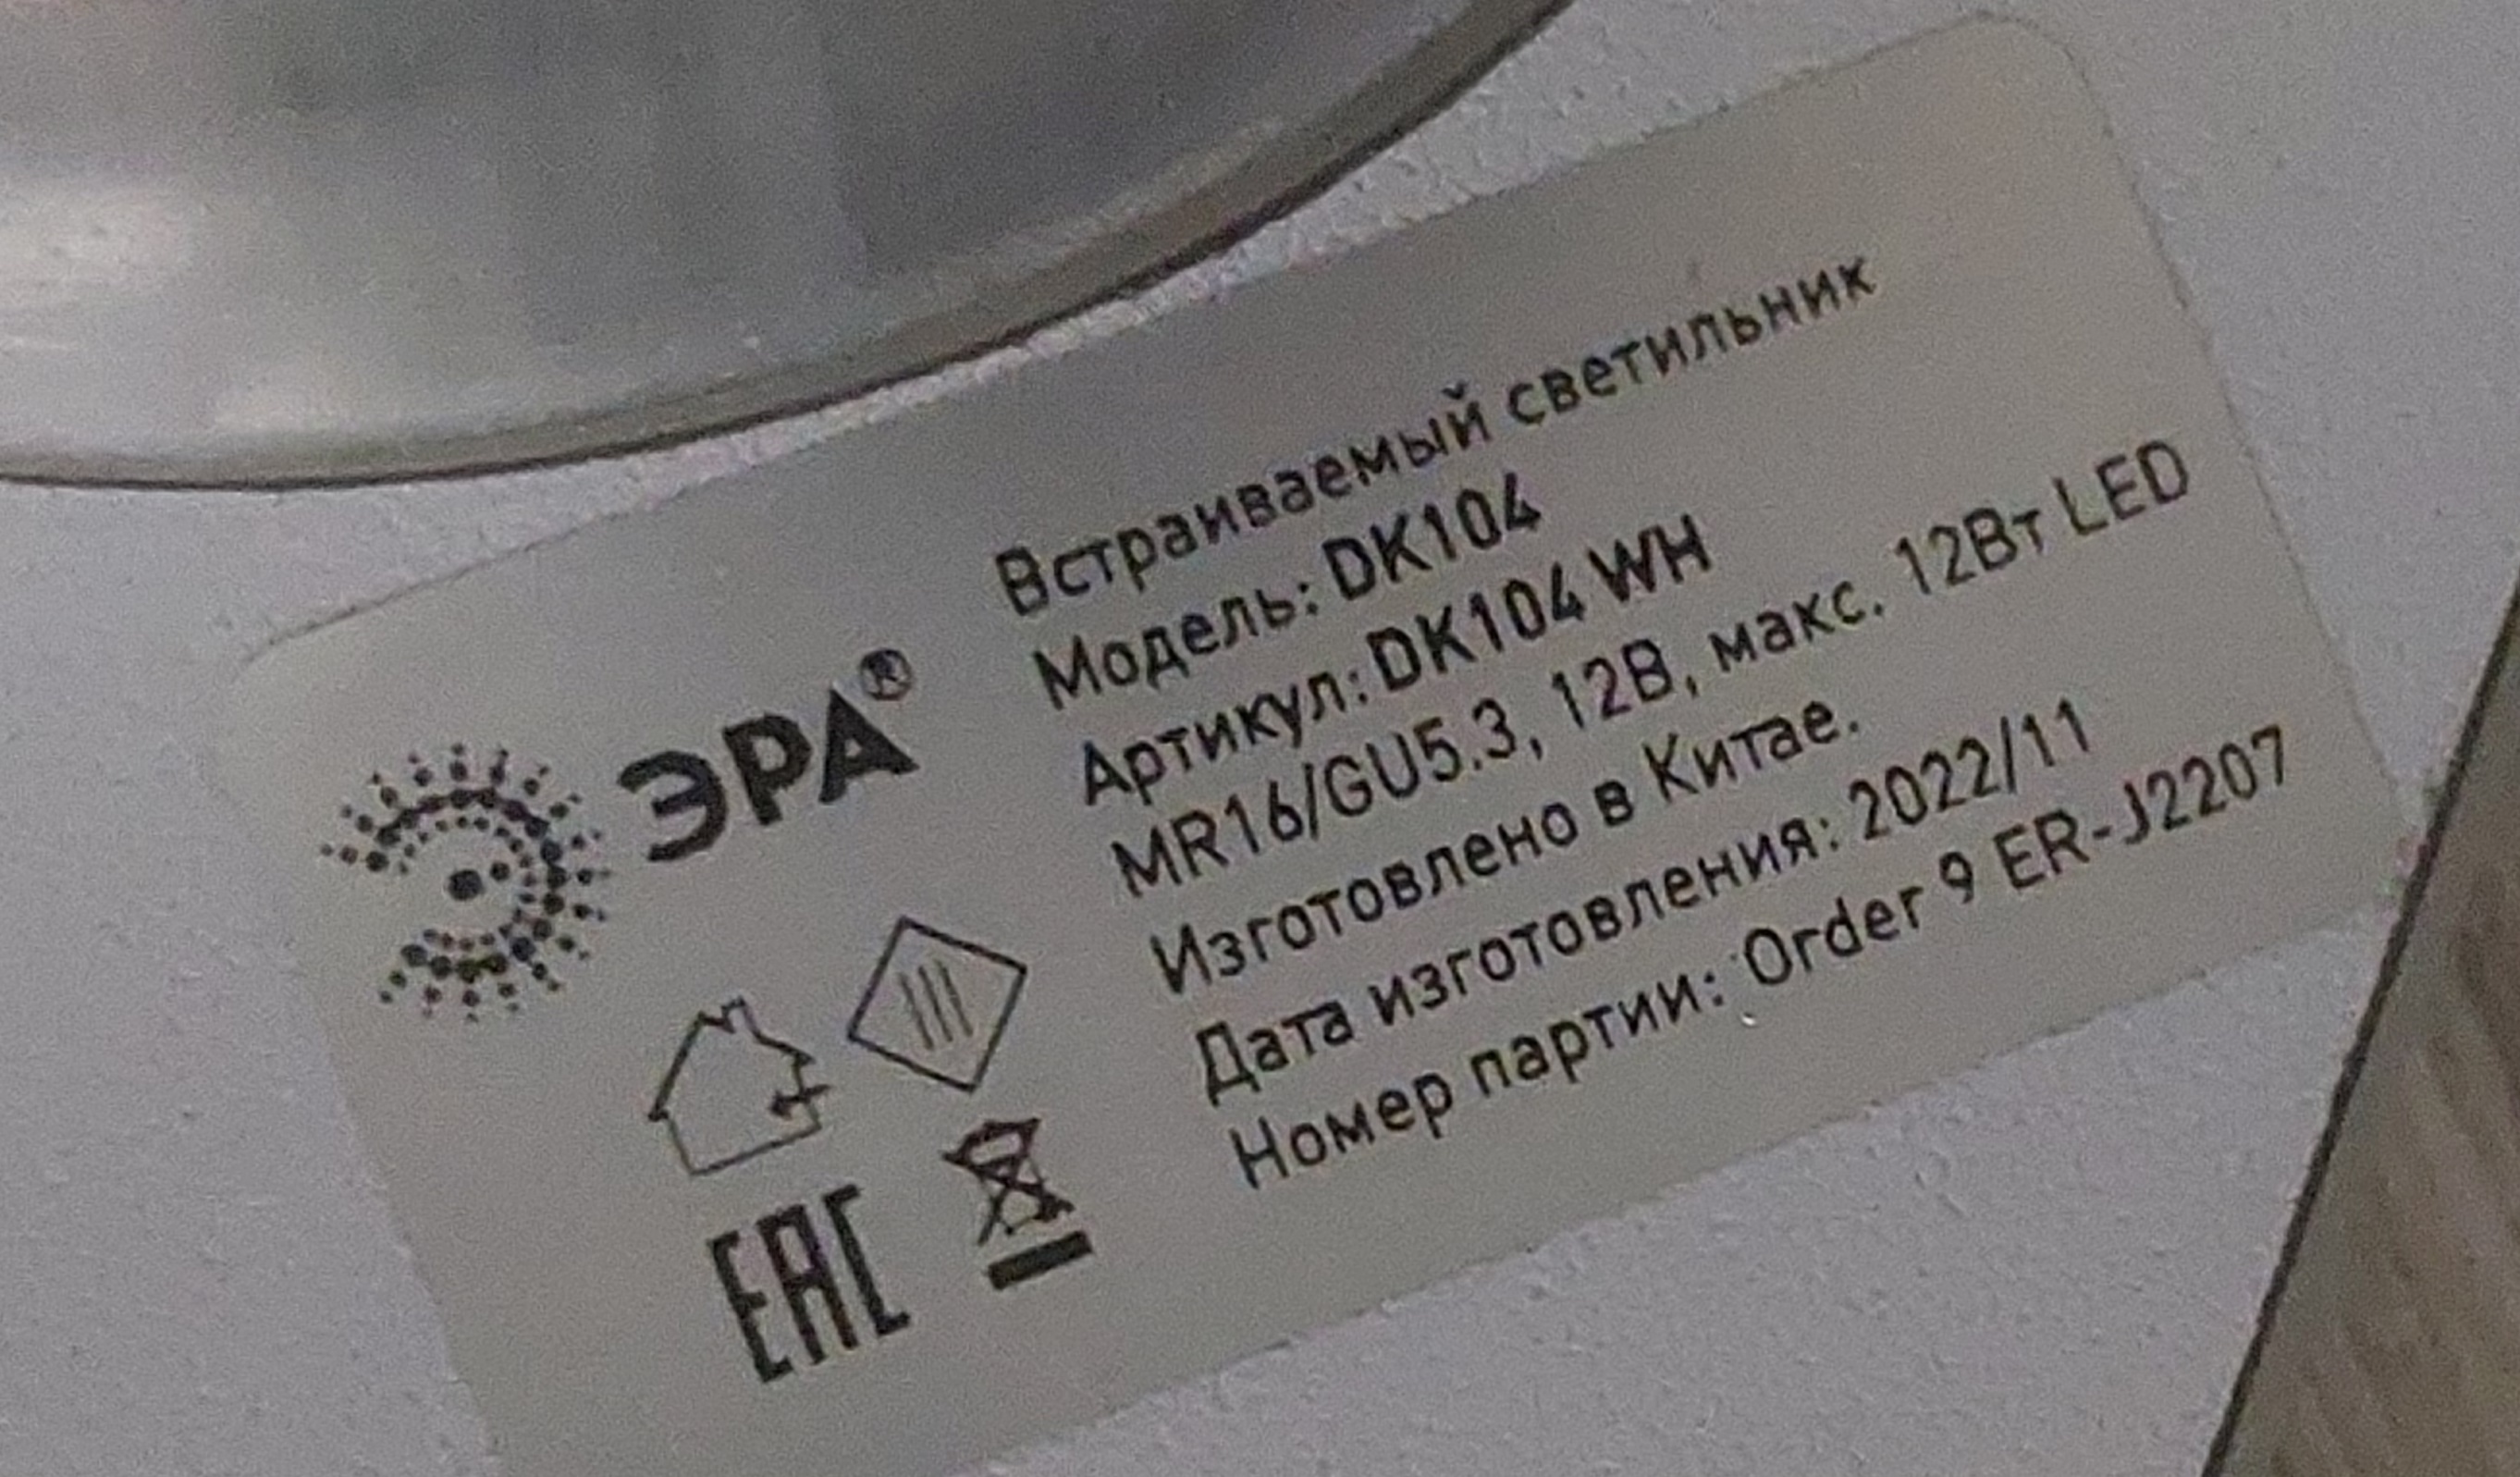 Встраиваемый светильник
Модель: DK104
Артикул: DK104 WH
MR16/GU5.3, 12В, макс. 12Вт LED
Изготовлено в Китае.
Дата изготовления: 2022/11
Номер партии: Order 9 ER-J2207
ЭРА®
EAC